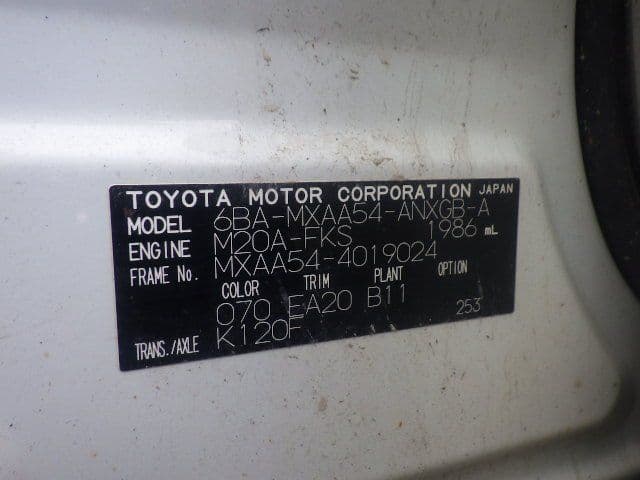 TOYOTA MOTOR CORPORATION JAPAN
MODEL 6BA-MXAA54-ANXGB-A
ENGINE M20A-FKS 1986 mL
FRAME No. MXAA54-4019024
COLOR TRIM PLANT OPTION
070 EA20 B11
TRANS./AXLE K120F 253